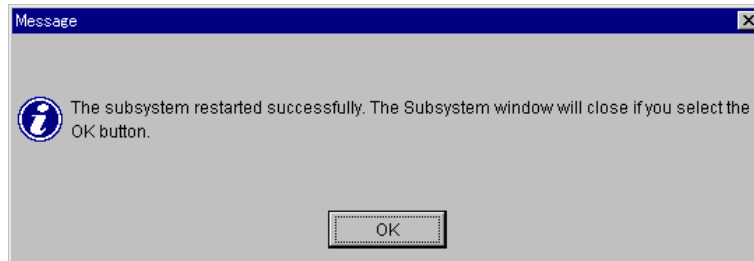 Message
The subsystem restarted successfully. The Subsystem window will close if you select the
OK button.
OK